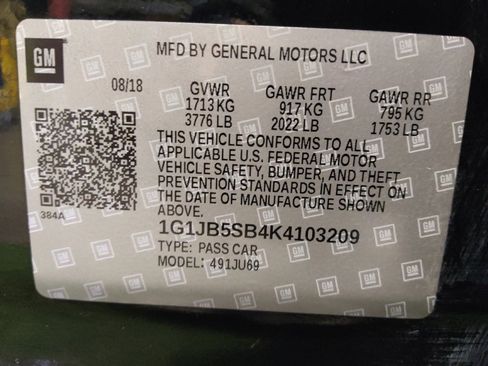 GM
MFD BY GENERAL MOTORS LLC
08/18 GVWR GAWR FRT GAWR RR
1713 KG 917 KG 795 KG
3776 LB 2022 LB 1753 LB
THIS VEHICLE CONFORMS TO ALL
APPLICABLE U.S. FEDERAL MOTOR
VEHICLE SAFETY, BUMPER, AND THEFT
PREVENTION STANDARDS IN EFFECT ON
THE DATE OF MANUFACTURE SHOWN
ABOVE.
384A
1G1JB5SB4K4103209
TYPE: PASS CAR
MODEL: 491JU69